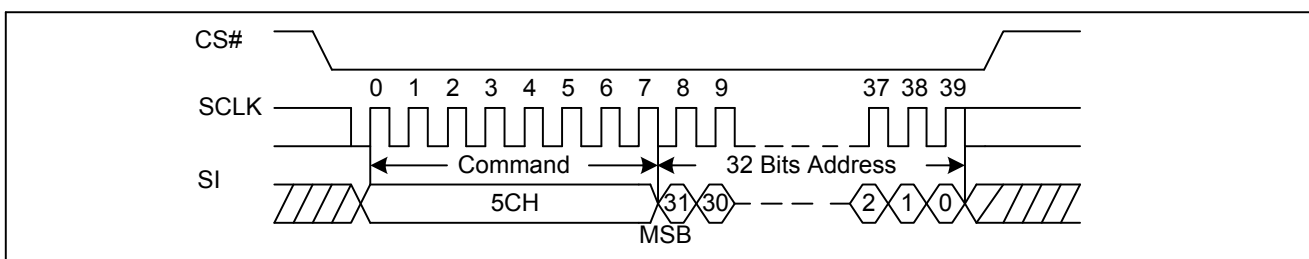 CS#
0 1 2 3 4 5 6 7 8 9 37 38 39
SCLK
Command 32 Bits Address
SI
5CH 31 30 2 1 0
MSB